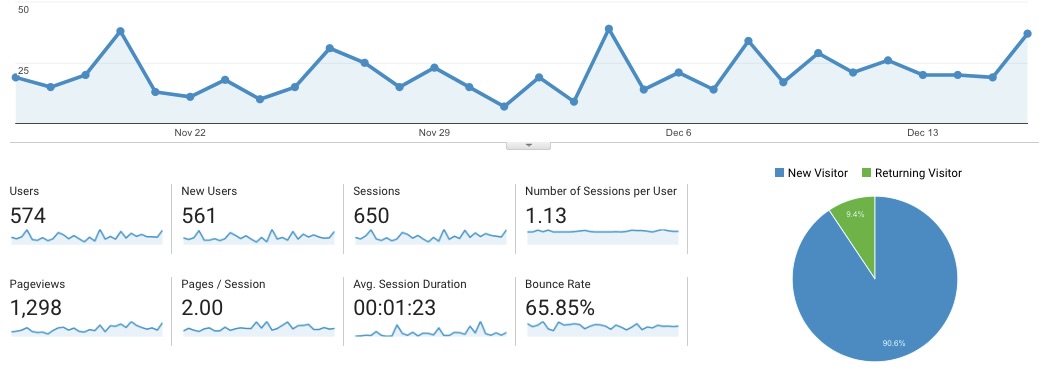 50
25
Nov 22 Nov 29 Dec 6 Dec 13
New Visitor Returning Visitor
Users New Users Sessions Number of Sessions per User
574 561 650 1.13
9.4%
Pageviews Pages / Session Avg. Session Duration Bounce Rate
1,298 2.00 00:01:23 65.85%
90.6%